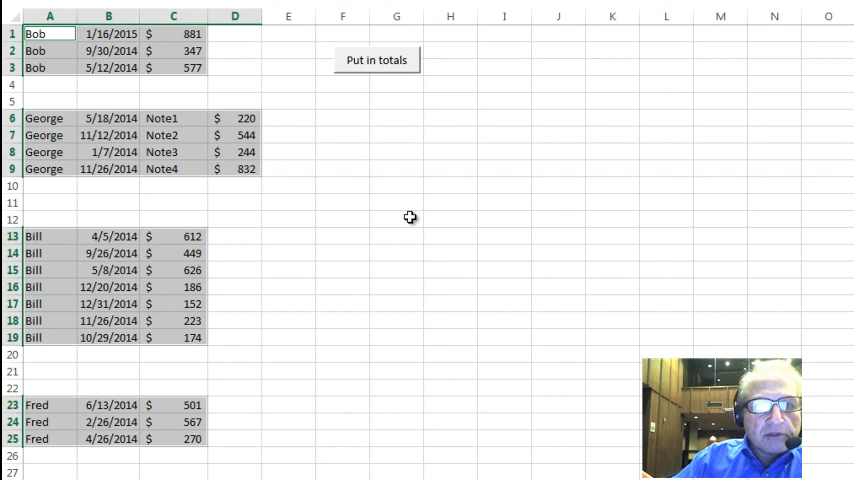 A B C D E F G H I J K L M N O
1 Bob 1/16/2015 $ 881
2 Bob 9/30/2014 $ 347
Put in totals
3 Bob 5/12/2014 $ 577
4
5
6 George 5/18/2014 Note1 $ 220
7 George 11/12/2014 Note2 $ 544
8 George 1/7/2014 Note3 $ 244
9 George 11/26/2014 Note4 $ 832
10
11
12
13 Bill 4/5/2014 $ 612
14 Bill 9/26/2014 $ 449
15 Bill 5/8/2014 $ 626
16 Bill 12/20/2014 $ 186
17 Bill 12/31/2014 $ 152
18 Bill 11/26/2014 $ 223
19 Bill 10/29/2014 $ 174
20
21
22
23 Fred 6/13/2014 $ 501
24 Fred 2/26/2014 $ 567
25 Fred 4/26/2014 $ 270
26
27